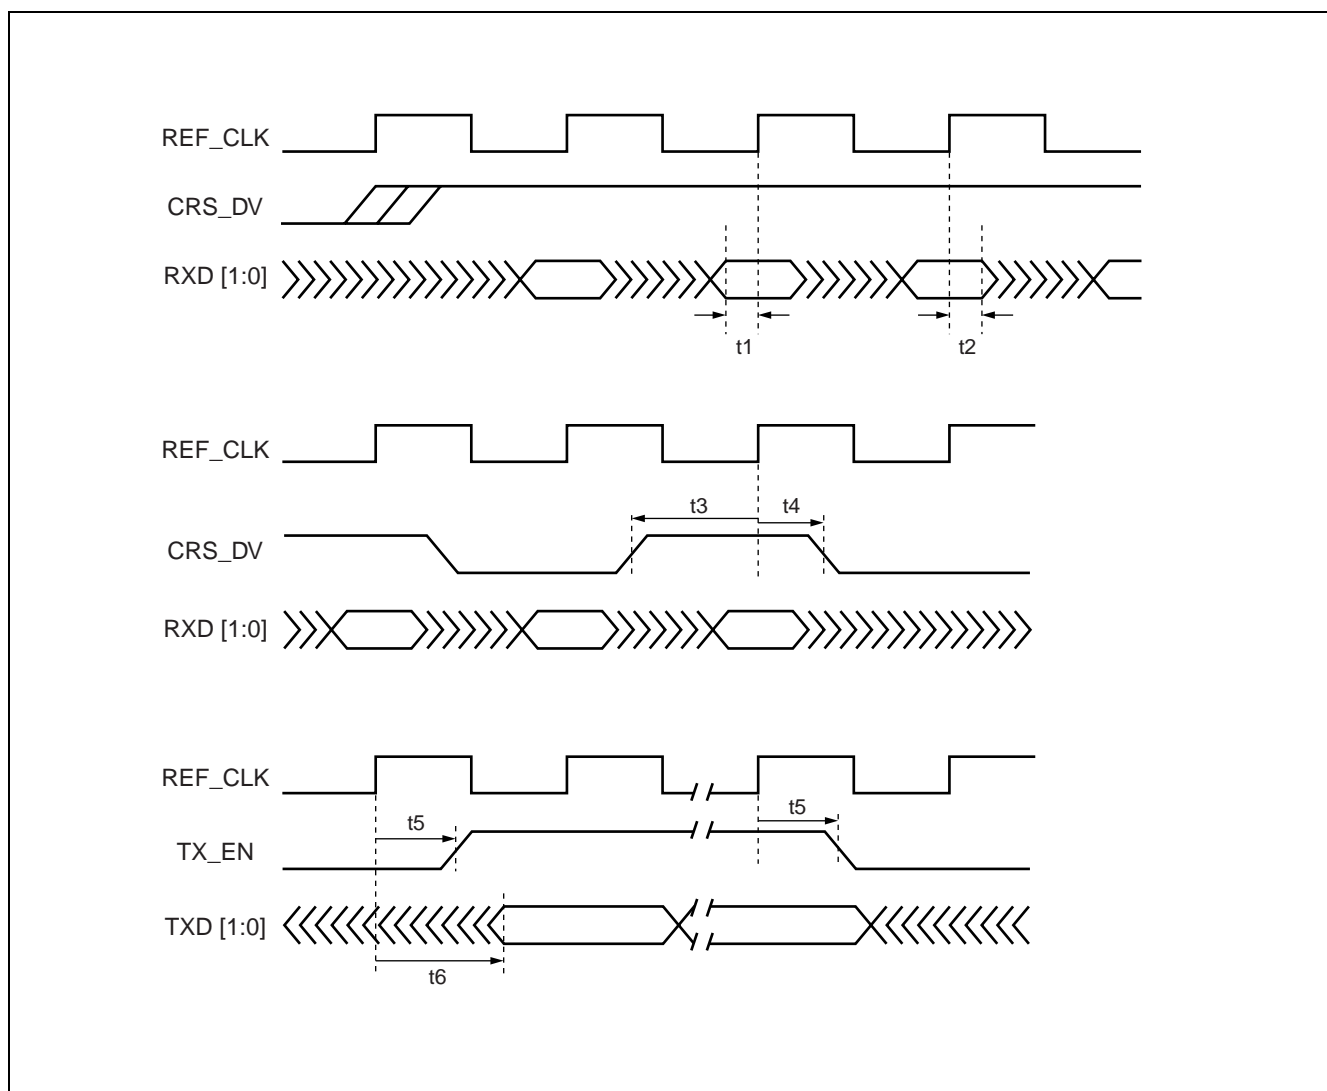 REF_CLK
CRS_DV
RXD [1:0]
t1
t2
REF_CLK
t3
t4
CRS_DV
RXD [1:0]
REF_CLK
t5
t5
TX_EN
TXD [1:0]
t6